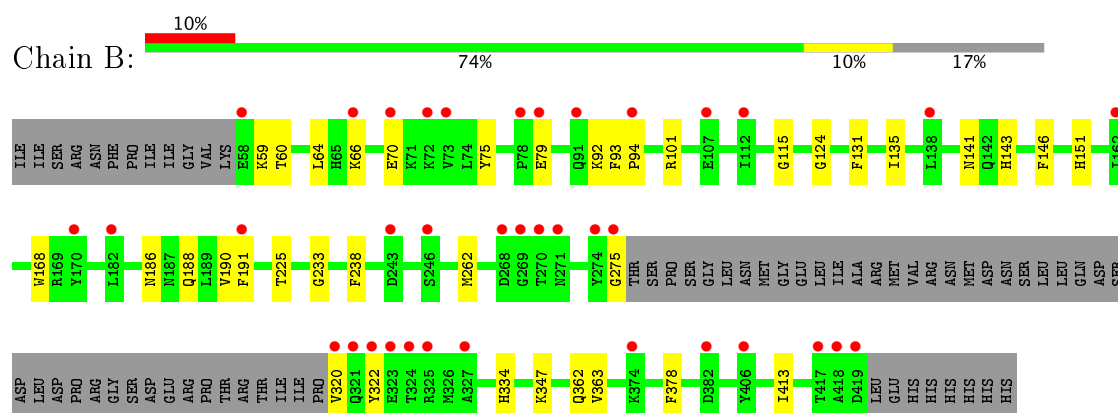 10%
Chain B:
74% 10% 17%
ILE ILE SER ARG ASN PHE PRO PRO ILE ILE GLY VAL LYS E58 K59 T60 L64 H65 K66 E70 K71 K72 V73 L74 Y75 P78 E79 Q91 K92 F93 P94 R101 E107 I112 G115 G124 F131 I135 L138 N141 Q142 H143 F146 H151
W168 R169 Y170 L182 N186 N187 Q188 L189 V190 F191 T225 G233 F238 D243 S246 M262 D268 G269 T270 N271 Y274 G275 THR SER PRO SER GLY LEU ASN MET GLY GLU LEU ILE ALA ARG MET VAL ARG ASN MET ASP ASN SER LEU LEU GLN ASP SER
ASP LEU ASP PRO ARG GLY SER ASP GLU ARG PRO THR ARG THR ILE ILE PRO V320 Q321 Y322 E323 T324 R325 M326 A327 H334 K347 Q362 V363 K374 F378 D382 Y406 I413 T417 A418 D419 LEU GLU HIS HIS HIS HIS HIS HIS